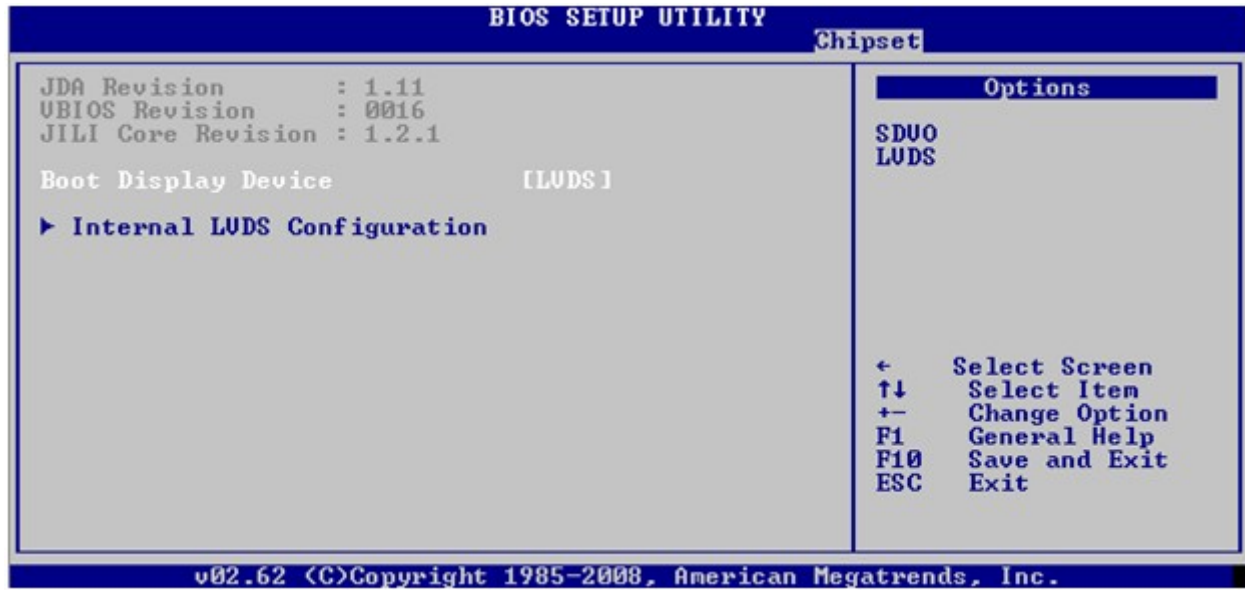 BIOS SETUP UTILITY
Chipset
JDA Revision : 1.11
VBIOS Revision : 0016
JILI Core Revision : 1.2.1
Boot Display Device [LVDS]
► Internal LVDS Configuration
Options
SDVO
LVDS
← Select Screen
↑↓ Select Item
+- Change Option
F1 General Help
F10 Save and Exit
ESC Exit
v02.62 (C)Copyright 1985-2008, American Megatrends, Inc.